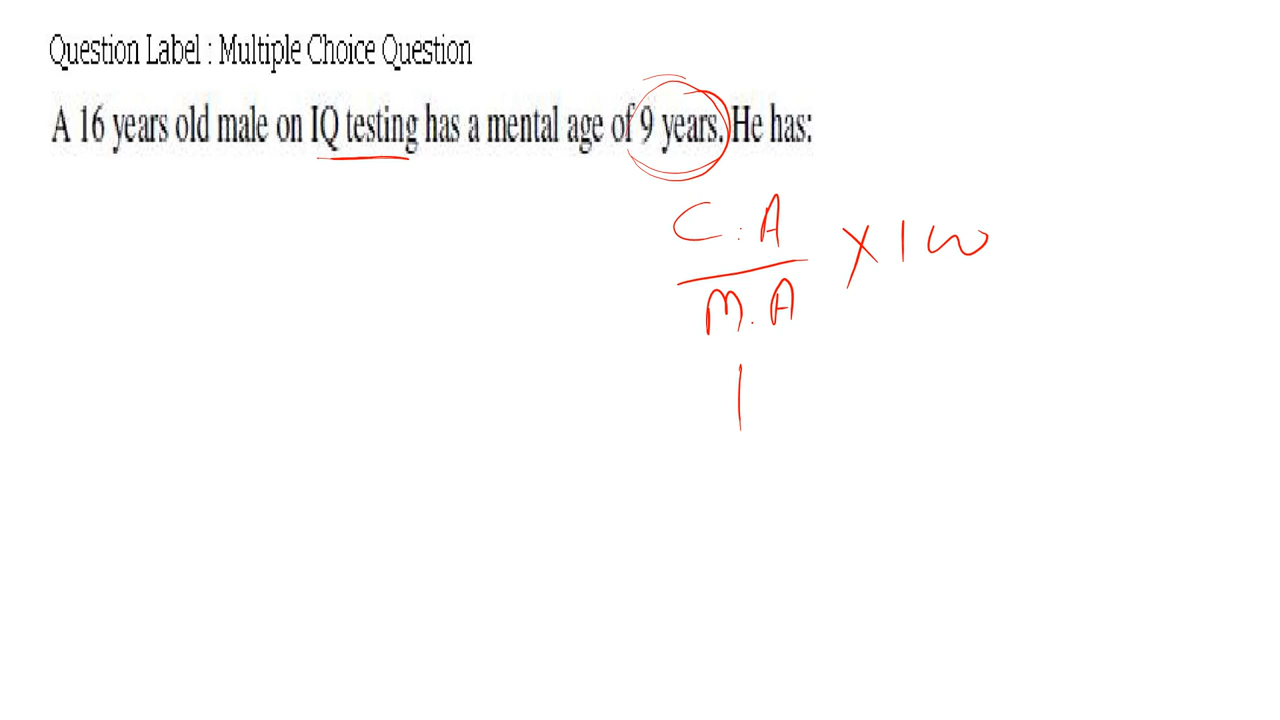 Question Label : Multiple Choice Question
A 16 years old male on IQ testing has a mental age of 9 years. He has:
C.A
M.A
X 100